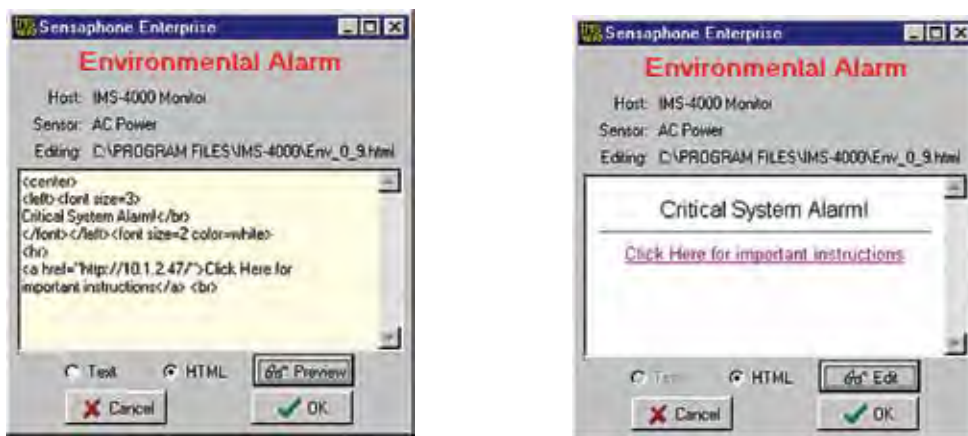 Sensaphone Enterprise
Environmental Alarm
Host: IMS-4000 Monitor
Sensor: AC Power
Editing: C:\PROGRAM FILES\IMS-4000\Env_0_9.html
<center>
<left><font size=3>
Critical System Alarm!</br>
</font></left><font size=2 color=white>
<hr>
<a href="http://10.1.2.47/">Click Here for
important instructions</a> <br>
Text HTML Preview
Cancel OK
Sensaphone Enterprise
Environmental Alarm
Host: IMS-4000 Monitor
Sensor: AC Power
Editing: C:\PROGRAM FILES\IMS-4000\Env_0_9.html
Critical System Alarm!
Click Here for important instructions
Text HTML Edit
Cancel OK